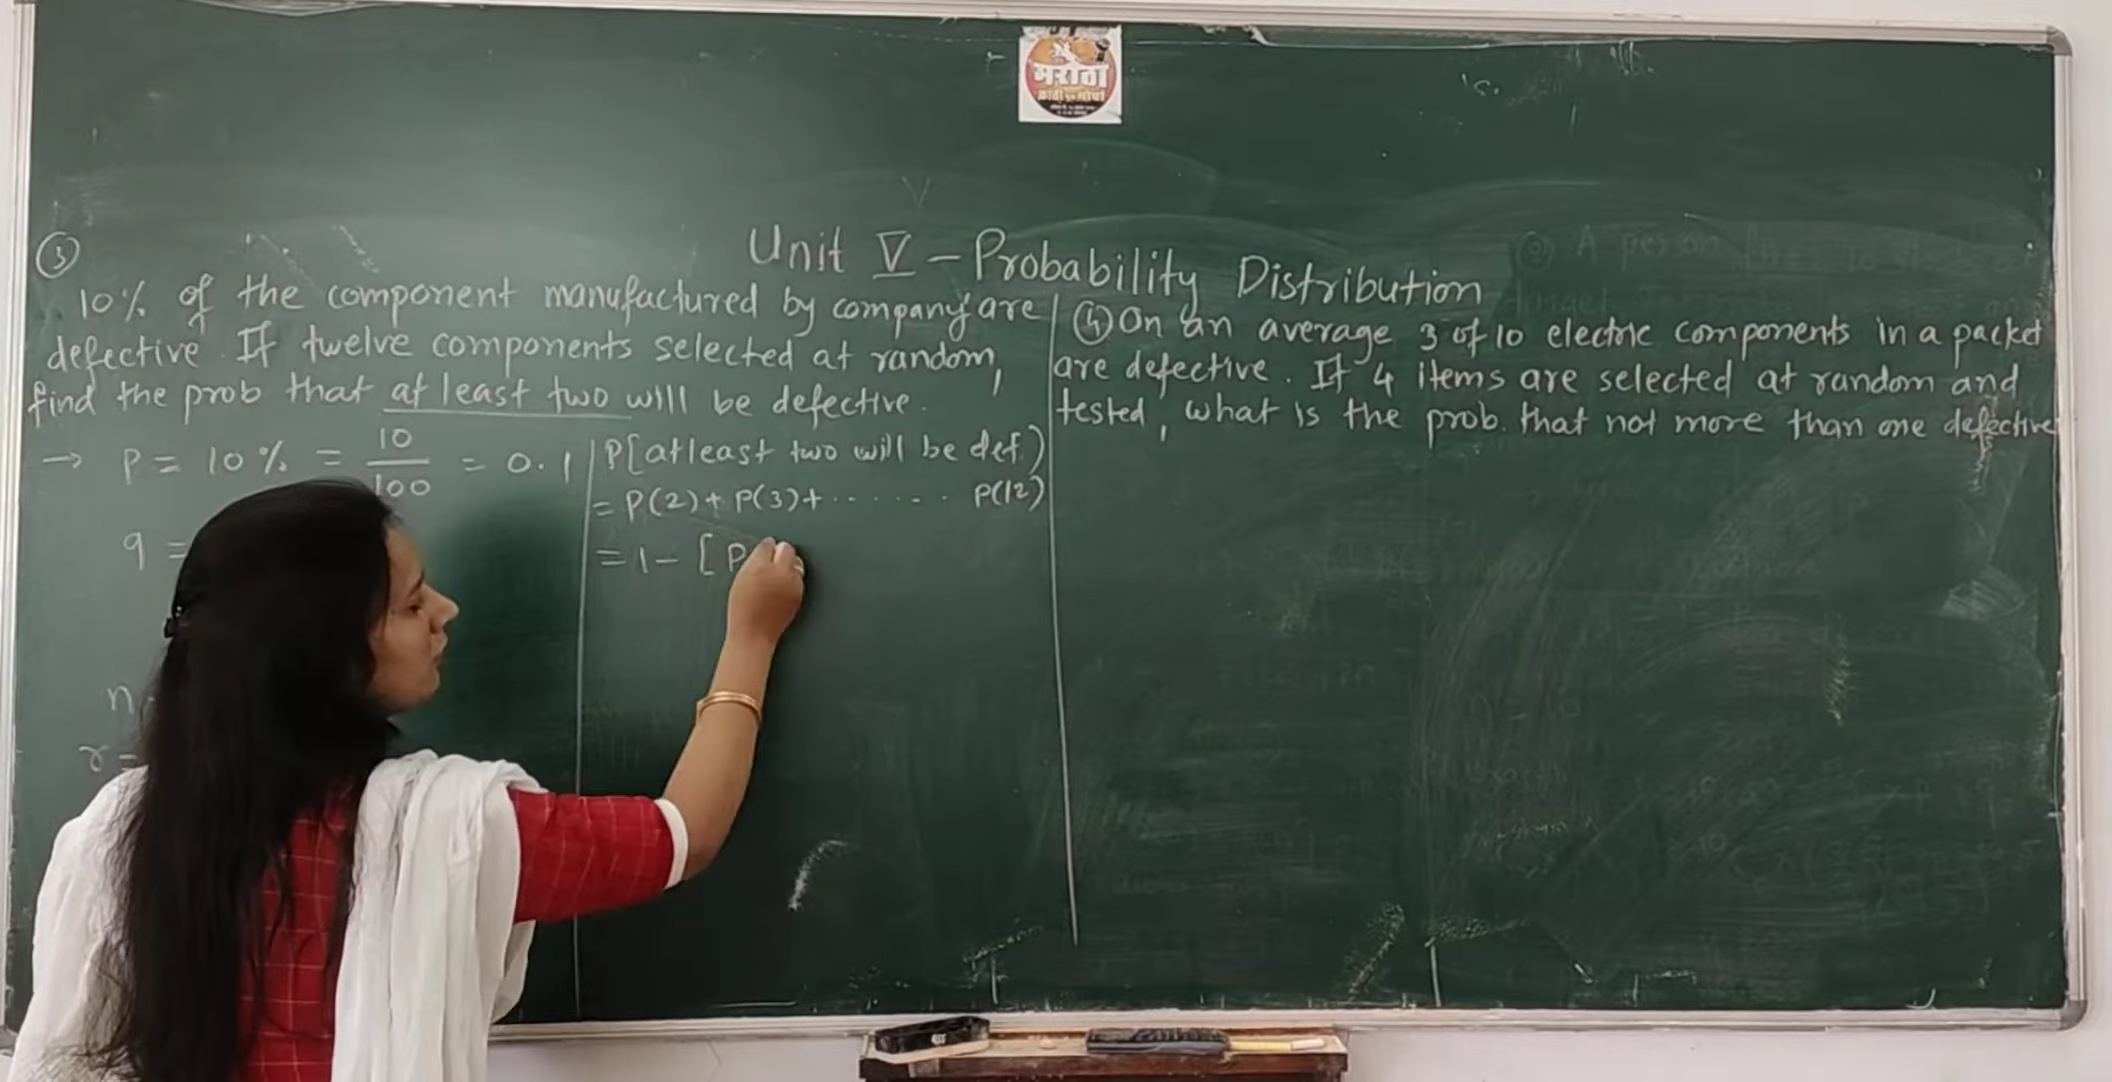 मराठा
Unit V - Probability Distribution
③
10% of the component manufactured by company are
defective. If twelve components selected at random,
find the prob that at least two will be defective.
→ p = 10% = 10/100 = 0.1
q =
n
r =
P[atleast two will be def.)
= P(2) + P(3) + ....... P(12)
= 1 - [P
④ On an average 3 of 10 electric components in a packet
are defective. If 4 items are selected at random and
tested, what is the prob. that not more than one defective